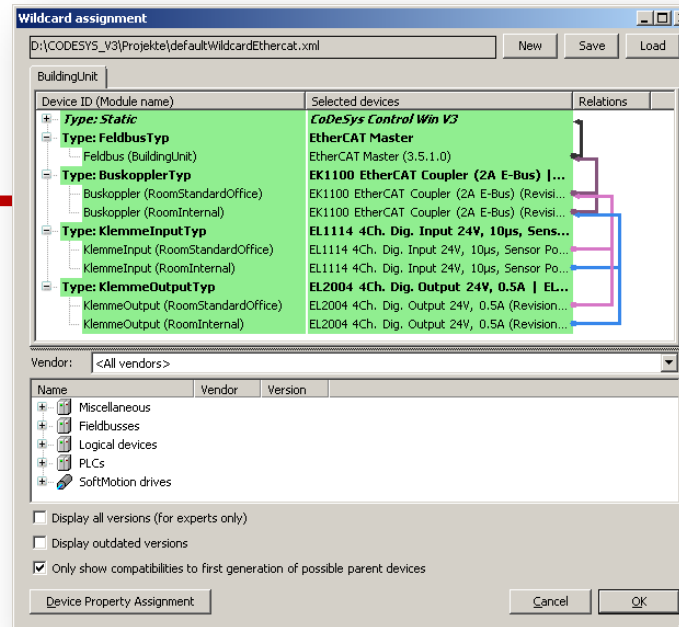 Wildcard assignment
D:\CODESYS_V3\Projekte\defaultWildcardEthercat.xml New Save Load
BuildingUnit
Device ID (Module name) Selected devices Relations
Type: Static CoDeSys Control Win V3
Type: FeldbusTyp EtherCAT Master
Feldbus (BuildingUnit) EtherCAT Master (3.5.1.0)
Type: BuskopplerTyp EK1100 EtherCAT Coupler (2A E-Bus) |...
Buskoppler (RoomStandardOffice) EK1100 EtherCAT Coupler (2A E-Bus) (Revisi...
Buskoppler (RoomInternal) EK1100 EtherCAT Coupler (2A E-Bus) (Revisi...
Type: KlemmeInputTyp EL1114 4Ch. Dig. Input 24V, 10µs, Sens...
KlemmeInput (RoomStandardOffice) EL1114 4Ch. Dig. Input 24V, 10µs, Sensor Po...
KlemmeInput (RoomInternal) EL1114 4Ch. Dig. Input 24V, 10µs, Sensor Po...
Type: KlemmeOutputTyp EL2004 4Ch. Dig. Output 24V, 0.5A | EL...
KlemmeOutput (RoomStandardOffice) EL2004 4Ch. Dig. Output 24V, 0.5A (Revision...
KlemmeOutput (RoomInternal) EL2004 4Ch. Dig. Output 24V, 0.5A (Revision...
Vendor: <All vendors>
Name Vendor Version
Miscellaneous
Fieldbusses
Logical devices
PLCs
SoftMotion drives
Display all versions (for experts only)
Display outdated versions
Only show compatibilities to first generation of possible parent devices
Device Property Assignment Cancel OK